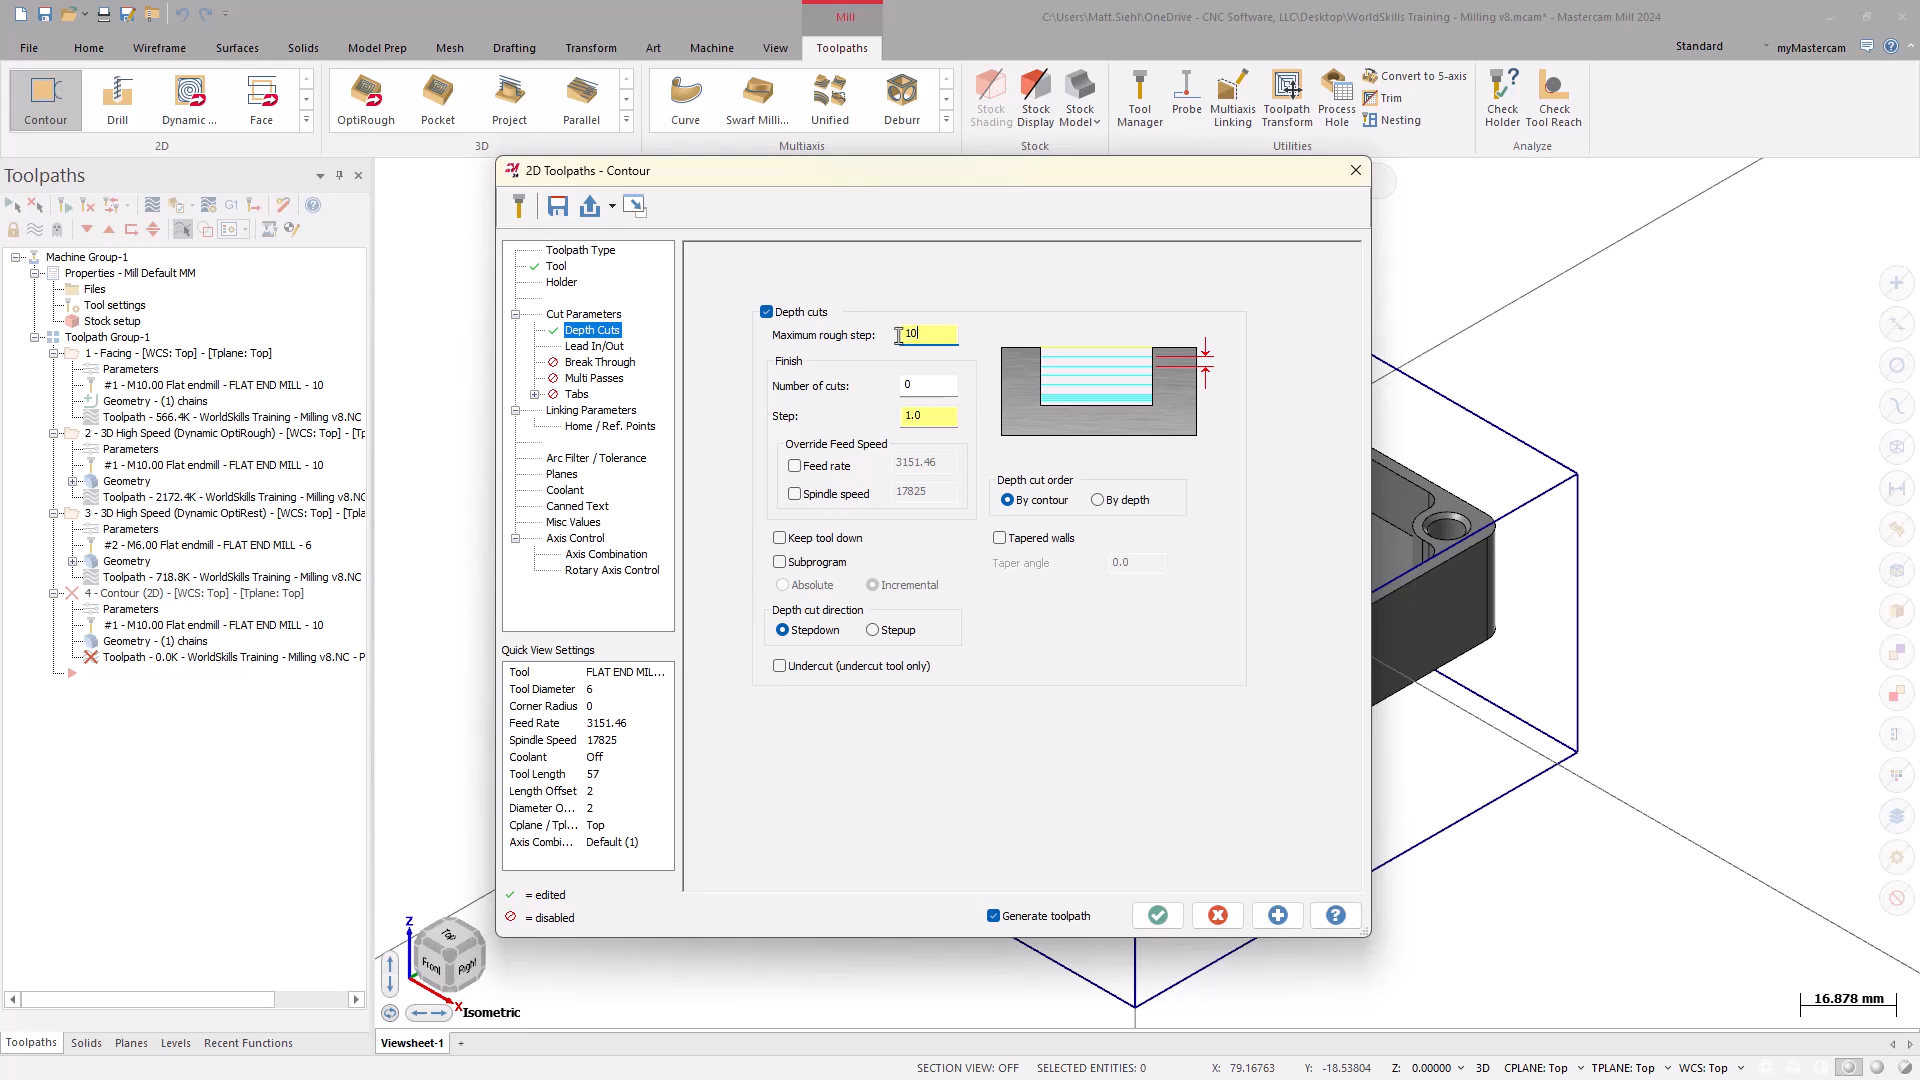 Mill
C:\Users\Matt.Siehl\OneDrive - CNC Software, LLC\Desktop\WorldSkills Training - Milling v8.mcam* - Mastercam Mill 2024
File Home Wireframe Surfaces Solids Model Prep Mesh Drafting Transform Art Machine View Toolpaths Standard myMastercam
Contour Drill Dynamic ... Face OptiRough Pocket Project Parallel Curve Swarf Milli... Unified Deburr
Stock Shading Stock Display Stock Model Tool Manager Probe Multiaxis Linking Toolpath Transform Process Hole
Convert to 5-axis
Trim
Nesting
Check Holder Check Tool Reach
2D 3D Multiaxis Stock Utilities Analyze
Toolpaths
G1
Machine Group-1
Properties - Mill Default MM
Files
Tool settings
Stock setup
Toolpath Group-1
1 - Facing - [WCS: Top] - [Tplane: Top]
Parameters
#1 - M10.00 Flat endmill - FLAT END MILL - 10
Geometry - (1) chains
Toolpath - 566.4K - WorldSkills Training - Milling v8.NC
2 - 3D High Speed (Dynamic OptiRough) - [WCS: Top] - [Tp
Parameters
#1 - M10.00 Flat endmill - FLAT END MILL - 10
Geometry
Toolpath - 2172.4K - WorldSkills Training - Milling v8.NC
3 - 3D High Speed (Dynamic OptiRest) - [WCS: Top] - [Tpla
Parameters
#2 - M6.00 Flat endmill - FLAT END MILL - 6
Geometry
Toolpath - 718.8K - WorldSkills Training - Milling v8.NC
4 - Contour (2D) - [WCS: Top] - [Tplane: Top]
Parameters
#1 - M10.00 Flat endmill - FLAT END MILL - 10
Geometry - (1) chains
Toolpath - 0.0K - WorldSkills Training - Milling v8.NC - P
2D Toolpaths - Contour
Toolpath Type
Tool
Holder
Cut Parameters
Depth Cuts
Lead In/Out
Break Through
Multi Passes
Tabs
Linking Parameters
Home / Ref. Points
Arc Filter / Tolerance
Planes
Coolant
Canned Text
Misc Values
Axis Control
Axis Combination
Rotary Axis Control
Quick View Settings
Tool FLAT END MIL...
Tool Diameter 6
Corner Radius 0
Feed Rate 3151.46
Spindle Speed 17825
Coolant Off
Tool Length 57
Length Offset 2
Diameter O... 2
Cplane / Tpl... Top
Axis Combi... Default (1)
= edited
= disabled
Depth cuts
Maximum rough step: 10
Finish
Number of cuts: 0
Step: 1.0
Override Feed Speed
Feed rate 3151.46
Spindle speed 17825
Depth cut order
By contour By depth
Keep tool down
Tapered walls
Subprogram
Taper angle 0.0
Absolute Incremental
Depth cut direction
Stepdown Stepup
Undercut (undercut tool only)
Generate toolpath
Z
Top
Front Right
X
Isometric
16.878 mm
Toolpaths Solids Planes Levels Recent Functions
Viewsheet-1 +
SECTION VIEW: OFF SELECTED ENTITIES: 0 X: 79.16763 Y: -18.53804 Z: 0.00000 3D CPLANE: Top TPLANE: Top WCS: Top